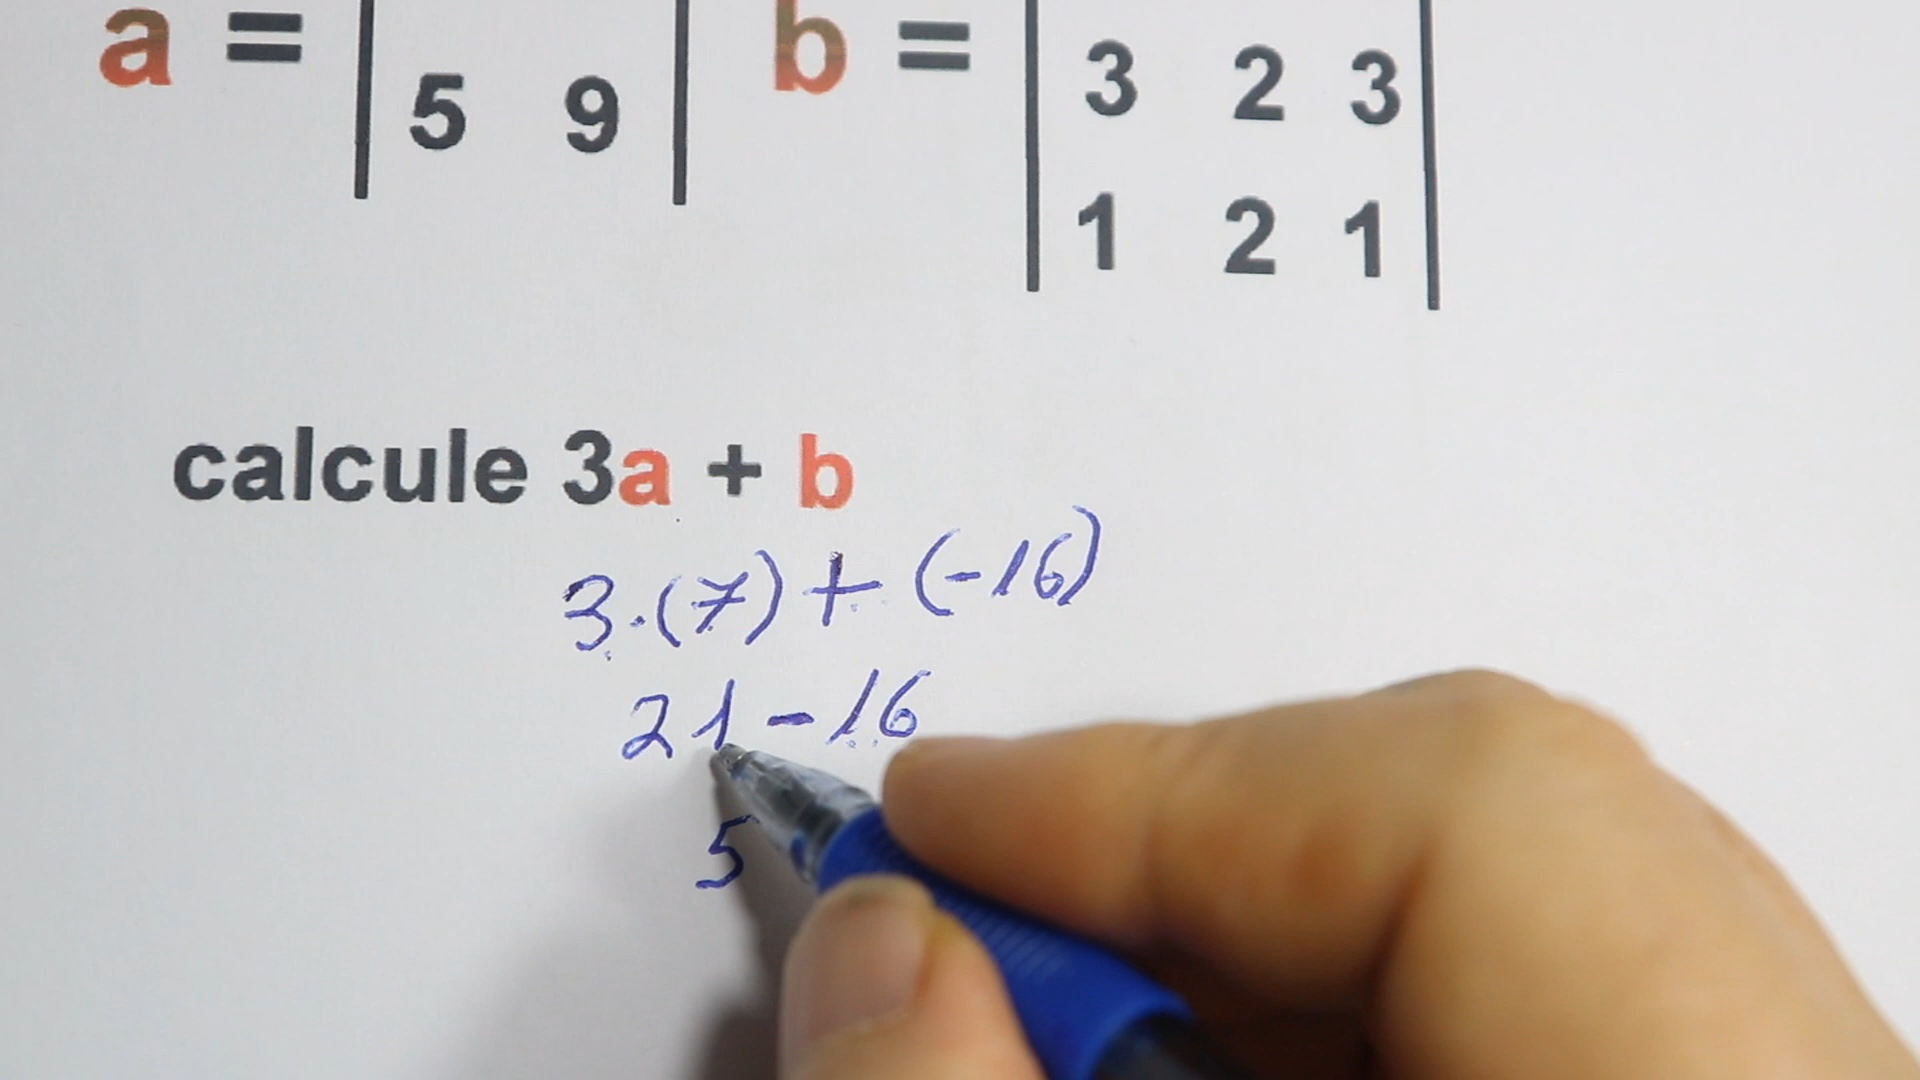 a = | 5 9 | b = | 3 2 3 |
1 2 1
calcule 3a + b
3.(7) + (-16)
21 - 16
5